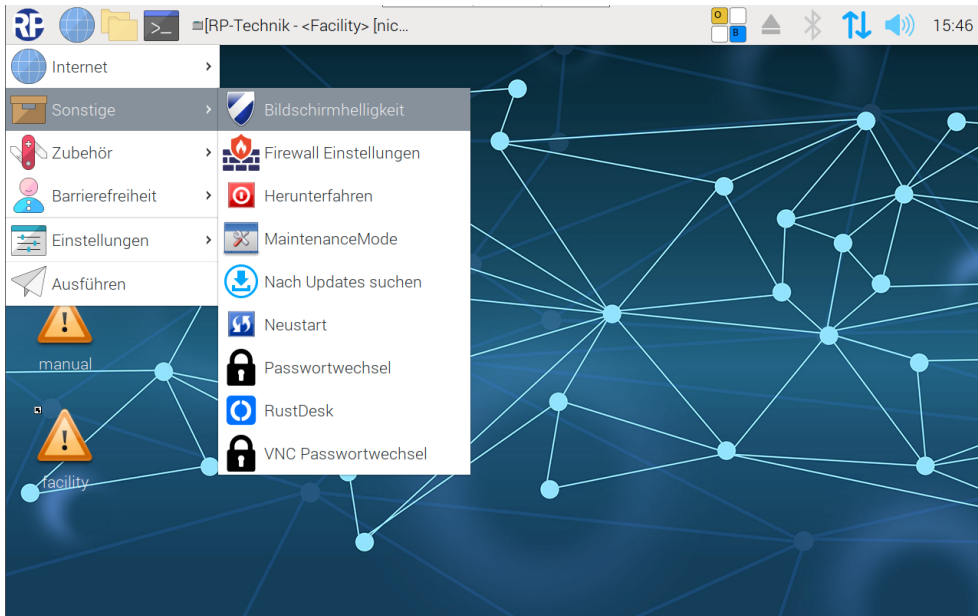 RP
>_
[RP-Technik - <Facility> [nic...
O
B
15:46
Internet
Sonstige
Zubehör
Barrierefreiheit
Einstellungen
Ausführen
Bildschirmhelligkeit
Firewall Einstellungen
Herunterfahren
MaintenanceMode
Nach Updates suchen
Neustart
Passwortwechsel
RustDesk
VNC Passwortwechsel
manual
facility